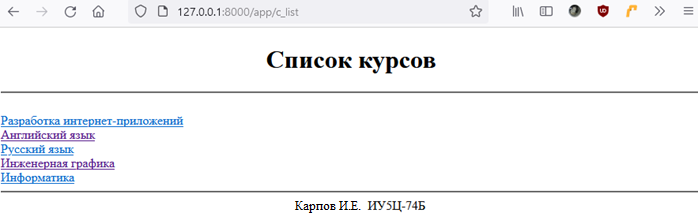 127.0.0.1:8000/app/c_list
Список курсов
Разработка интернет-приложений
Английский язык
Русский язык
Инженерная графика
Информатика
Карпов И.Е. ИУ5Ц-74Б